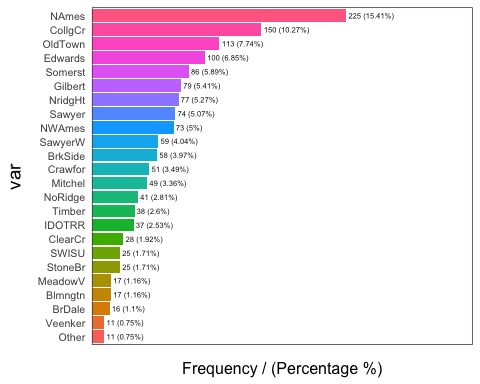 NAmes 225 (15.41%)
CollgCr 150 (10.27%)
OldTown 113 (7.74%)
Edwards 100 (6.85%)
Somerst 86 (5.89%)
Gilbert 79 (5.41%)
NridgHt 77 (5.27%)
Sawyer 74 (5.07%)
NWAmes 73 (5%)
SawyerW 59 (4.04%)
BrkSide 58 (3.97%)
Crawfor 51 (3.49%)
Mitchel 49 (3.36%)
NoRidge 41 (2.81%)
Timber 38 (2.6%)
IDOTRR 37 (2.53%)
ClearCr 28 (1.92%)
SWISU 25 (1.71%)
StoneBr 25 (1.71%)
MeadowV 17 (1.16%)
Blmngtn 17 (1.16%)
BrDale 16 (1.1%)
Veenker 11 (0.75%)
Other 11 (0.75%)
var
Frequency / (Percentage %)